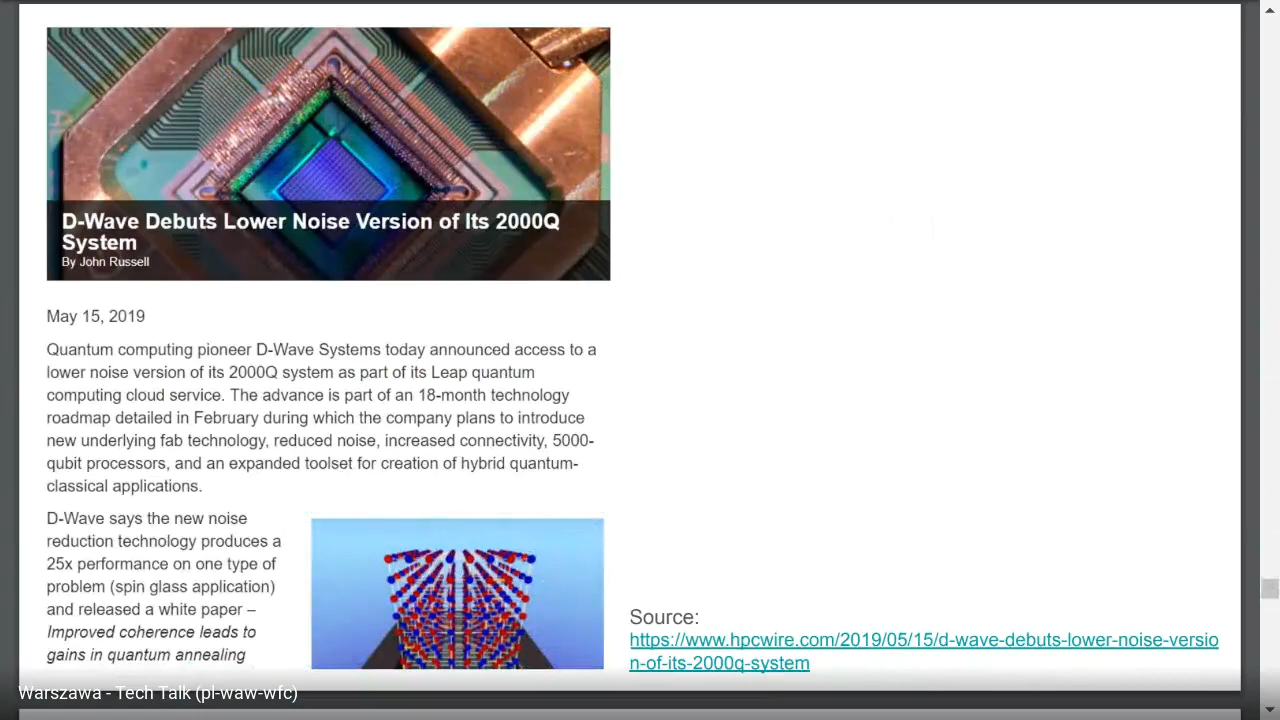 D-Wave Debuts Lower Noise Version of Its 2000Q
System
By John Russell
May 15, 2019
Quantum computing pioneer D-Wave Systems today announced access to a
lower noise version of its 2000Q system as part of its Leap quantum
computing cloud service. The advance is part of an 18-month technology
roadmap detailed in February during which the company plans to introduce
new underlying fab technology, reduced noise, increased connectivity, 5000-
qubit processors, and an expanded toolset for creation of hybrid quantum-
classical applications.
D-Wave says the new noise
reduction technology produces a
25x performance on one type of
problem (spin glass application)
and released a white paper –
Improved coherence leads to
gains in quantum annealing
Source:
https://www.hpcwire.com/2019/05/15/d-wave-debuts-lower-noise-versio
n-of-its-2000q-system
Warszawa - Tech Talk (pl-waw-wfc)